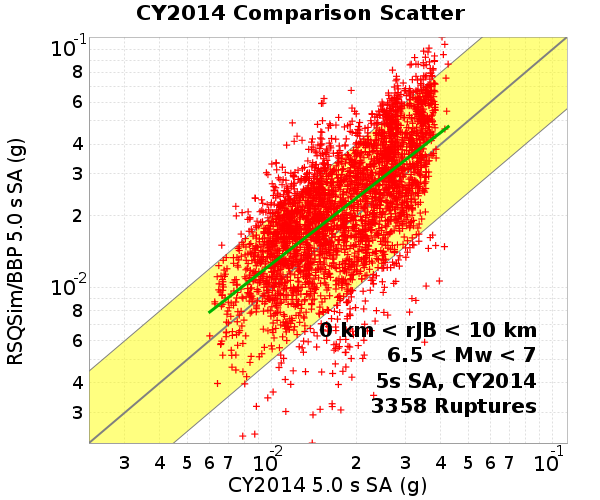 CY2014 Comparison Scatter
10-1
8
6
4
3
2
10-2
8
6
4
3
RSQSim/BBP 5.0 s SA (g)
0 km < rJB < 10 km
6.5 < Mw < 7
5s SA, CY2014
3358 Ruptures
3 4 5 6 7 10-2 2 3 4 5 6 7 10-1
CY2014 5.0 s SA (g)